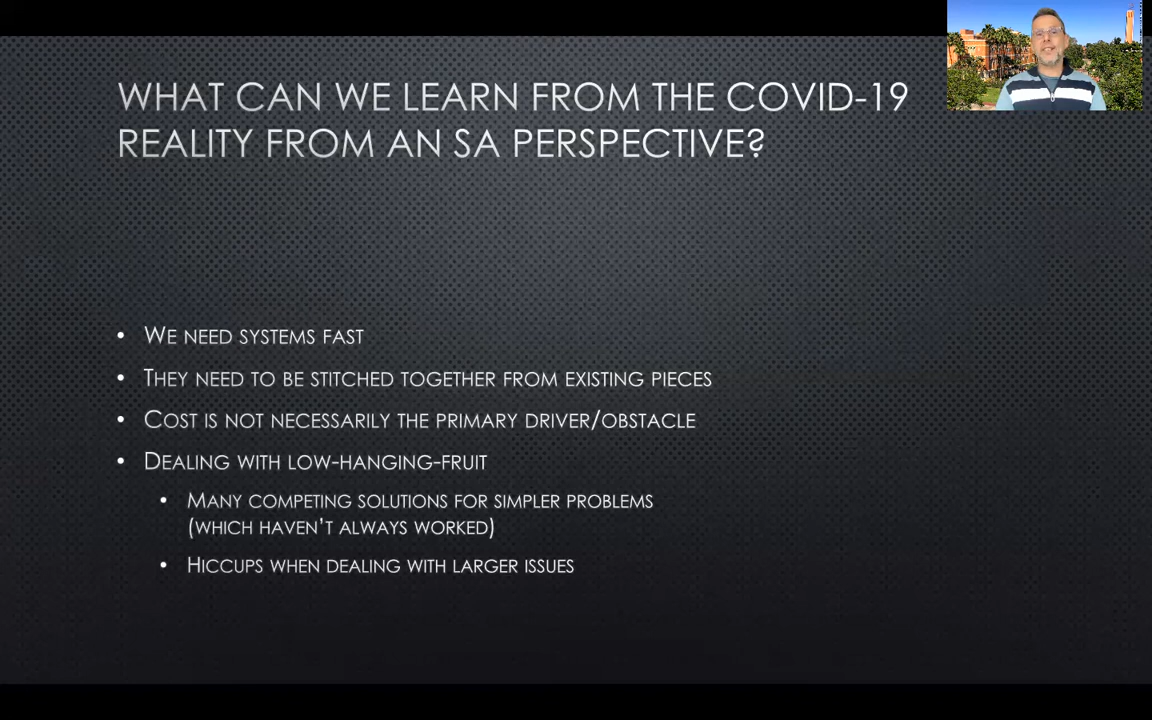 WHAT CAN WE LEARN FROM THE COVID-19
REALITY FROM AN SA PERSPECTIVE?
• WE NEED SYSTEMS FAST
• THEY NEED TO BE STITCHED TOGETHER FROM EXISTING PIECES
• COST IS NOT NECESSARILY THE PRIMARY DRIVER/OBSTACLE
• DEALING WITH LOW-HANGING-FRUIT
• MANY COMPETING SOLUTIONS FOR SIMPLER PROBLEMS
(WHICH HAVEN'T ALWAYS WORKED)
• HICCUPS WHEN DEALING WITH LARGER ISSUES